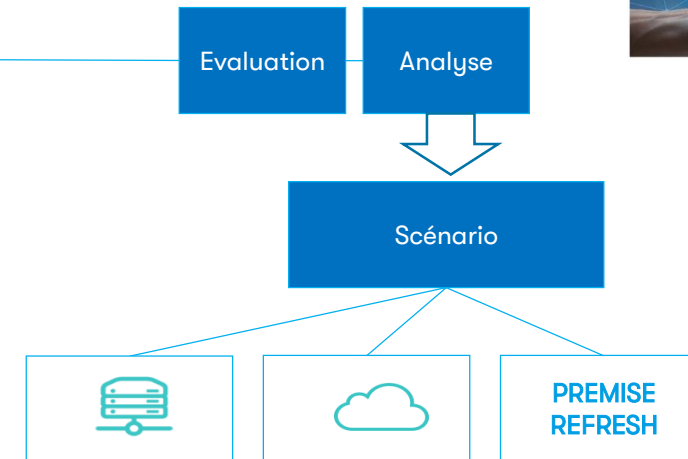 Evaluation
Analyse
Scénario
PREMISE
REFRESH